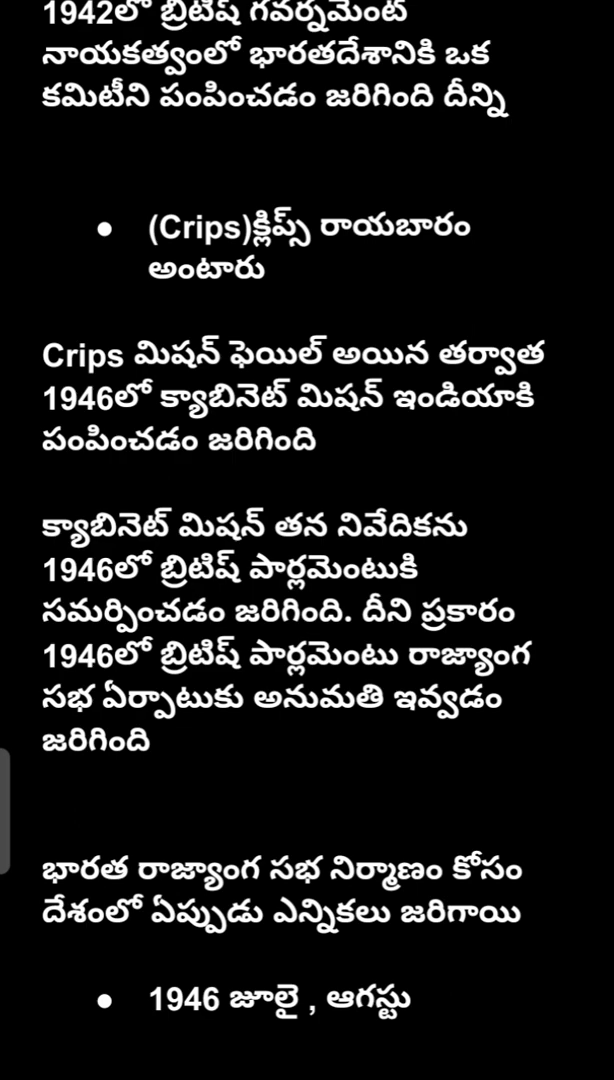 1942లో బ్రిటిష్ గవర్నమెంట్
నాయకత్వంలో భారతదేశానికి ఒక
కమిటీని పంపించడం జరిగింది దీన్ని
• (Crips)క్లిప్స్ రాయబారం
అంటారు
Crips మిషన్ ఫెయిల్ అయిన తర్వాత
1946లో క్యాబినెట్ మిషన్ ఇండియాకి
పంపించడం జరిగింది
క్యాబినెట్ మిషన్ తన నివేదికను
1946లో బ్రిటిష్ పార్లమెంటుకి
సమర్పించడం జరిగింది. దీని ప్రకారం
1946లో బ్రిటిష్ పార్లమెంటు రాజ్యాంగ
సభ ఏర్పాటుకు అనుమతి ఇవ్వడం
జరిగింది
భారత రాజ్యాంగ సభ నిర్మాణం కోసం
దేశంలో ఏప్పుడు ఎన్నికలు జరిగాయి
• 1946 జూలై , ఆగస్టు